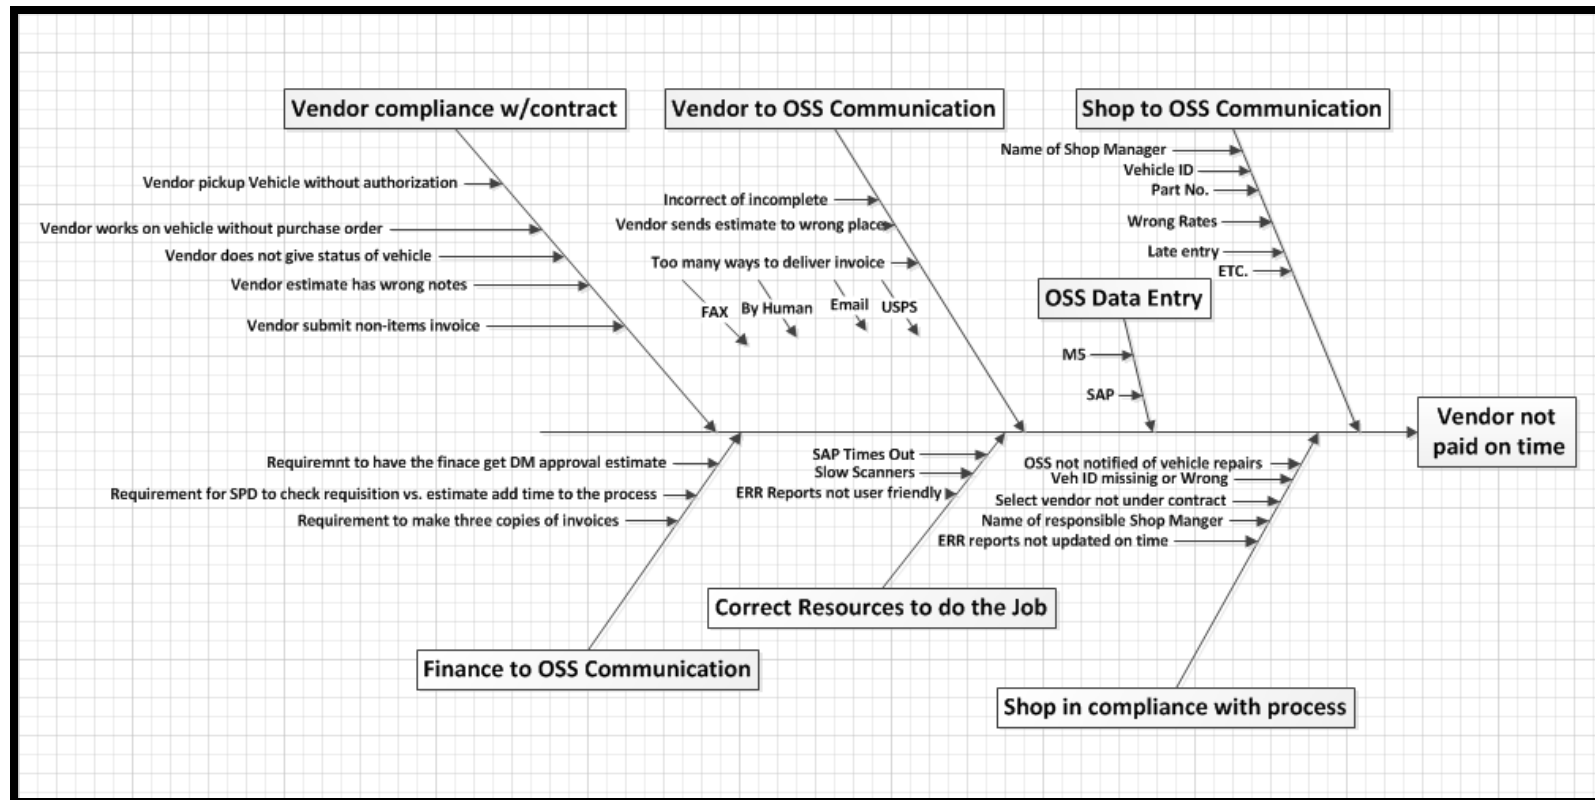 Vendor compliance w/contract
Vendor pickup Vehicle without authorization
Vendor works on vehicle without purchase order
Vendor does not give status of vehicle
Vendor estimate has wrong notes
Vendor submit non-items invoice
Vendor to OSS Communication
Incorrect of incomplete
Vendor sends estimate to wrong place
Too many ways to deliver invoice
FAX
By Human
Email
USPS
Shop to OSS Communication
Name of Shop Manager
Vehicle ID
Part No.
Wrong Rates
Late entry
ETC.
OSS Data Entry
M5
SAP
Vendor not
paid on time
Requiremnt to have the finace get DM approval estimate
Requirement for SPD to check requisition vs. estimate add time to the process
Requirement to make three copies of invoices
Finance to OSS Communication
SAP Times Out
Slow Scanners
ERR Reports not user friendly
Correct Resources to do the Job
OSS not notified of vehicle repairs
Veh ID missinig or Wrong
Select vendor not under contract
Name of responsible Shop Manger
ERR reports not updated on time
Shop in compliance with process